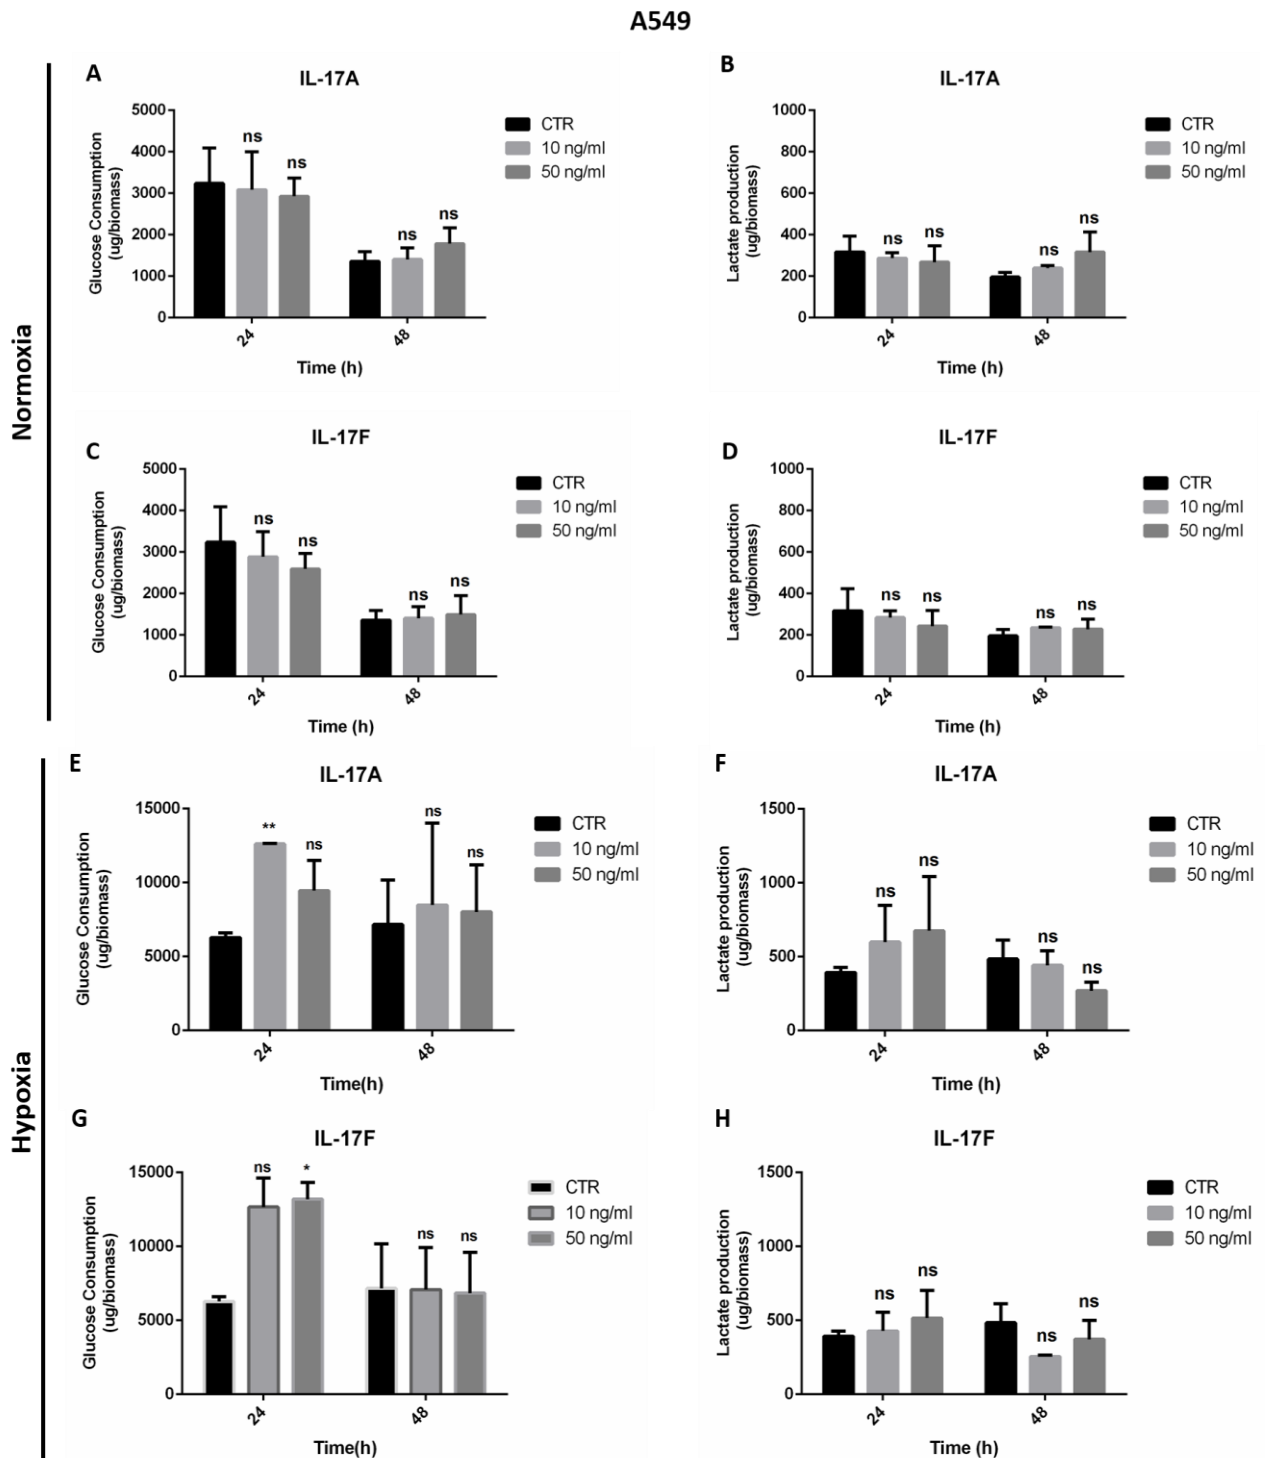 A549
Normoxia
A
IL-17A
Glucose Consumption
(ug/biomass)
5000
4000
3000
2000
1000
0
ns
ns
ns
ns
24
48
Time (h)
CTR
10 ng/ml
50 ng/ml
B
IL-17A
Lactate production
(ug/biomass)
1000
800
600
400
200
0
ns
ns
ns
ns
24
48
Time (h)
CTR
10 ng/ml
50 ng/ml
C
IL-17F
Glucose Consumption
(ug/biomass)
5000
4000
3000
2000
1000
0
ns
ns
ns
ns
24
48
Time (h)
CTR
10 ng/ml
50 ng/ml
D
IL-17F
Lactate production
(ug/biomass)
1000
800
600
400
200
0
ns
ns
ns
ns
24
48
Time (h)
CTR
10 ng/ml
50 ng/ml
Hypoxia
E
IL-17A
Glucose Consumption
(ug/biomass)
15000
10000
5000
0
**
ns
ns
ns
24
48
Time(h)
CTR
10 ng/ml
50 ng/ml
F
IL-17A
Lactate production
(ug/biomass)
1500
1000
500
0
ns
ns
ns
ns
24
48
Time (h)
CTR
10 ng/ml
50 ng/ml
G
IL-17F
Glucose Consumption
(ug/biomass)
15000
10000
5000
0
ns
*
ns
ns
24
48
Time(h)
CTR
10 ng/ml
50 ng/ml
H
IL-17F
Lactate production
(ug/biomass)
1500
1000
500
0
ns
ns
ns
ns
24
48
Time (h)
CTR
10 ng/ml
50 ng/ml